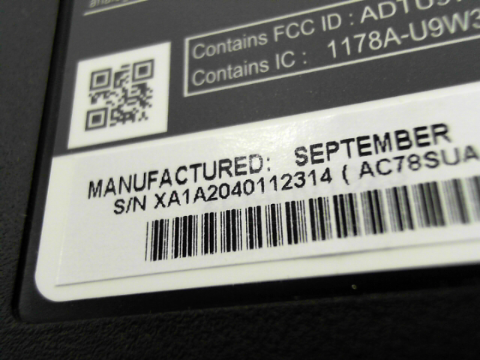 Contains FCC ID : ADTU9
Contains IC : 1178A-U9W3
MANUFACTURED: SEPTEMBER
S/N XA1A2040112314 ( AC78SUA